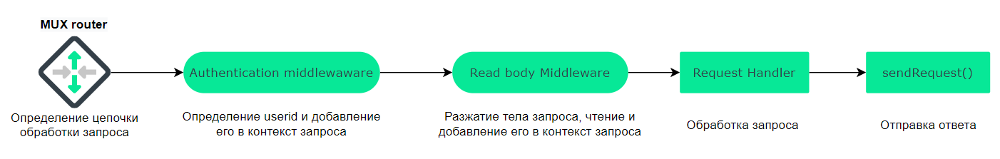 MUX router
Authentication middlewaware
Read body Middleware
Request Handler
sendRequest()
Определение цепочки
обработки запроса
Определение userid и добавление
его в контекст запроса
Разжатие тела запроса, чтение и
добавление его в контекст запроса
Обработка запроса
Отправка ответа